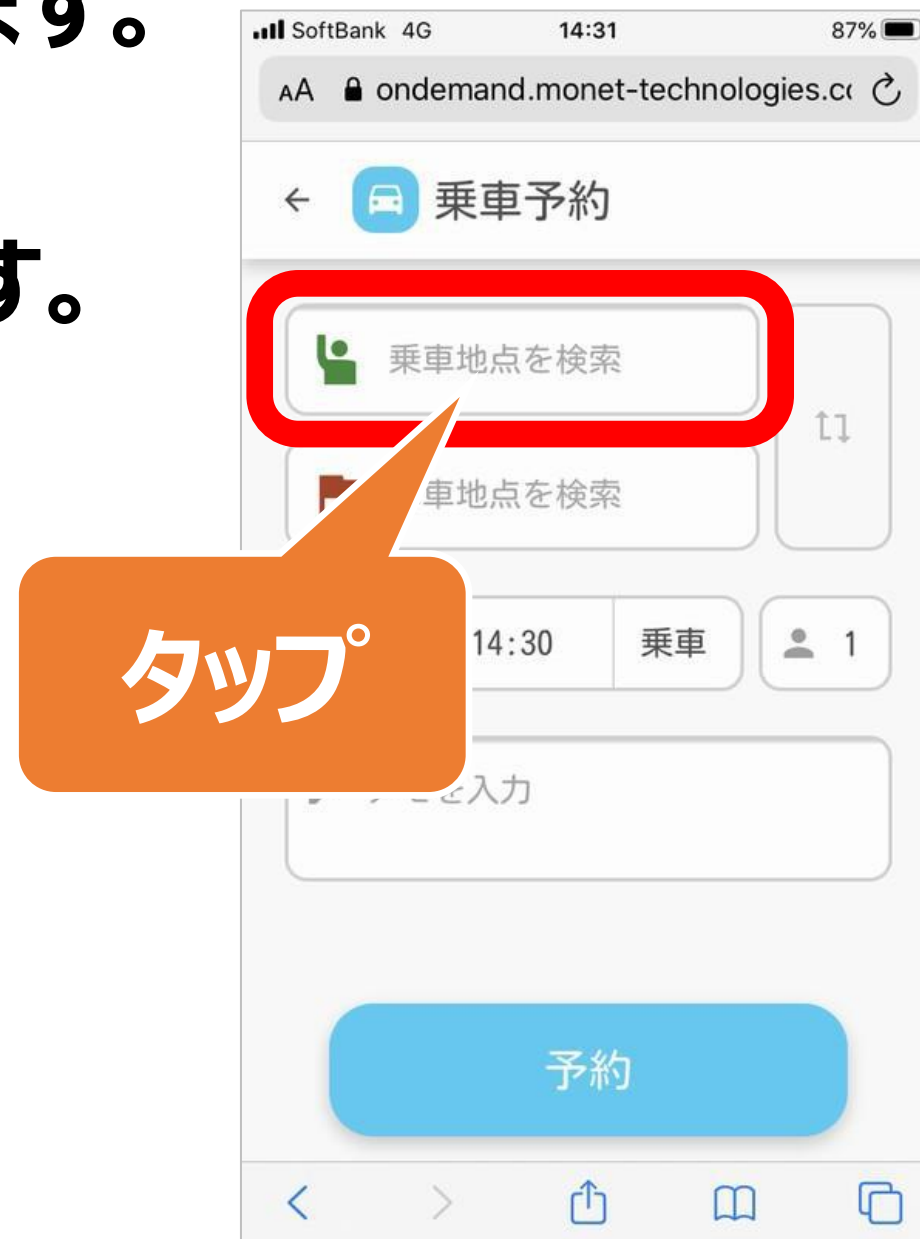 ます。
す。
SoftBank 4G 14:31 87%
AA ondemand.monet-technologies.c
乗車予約
乗車地点を検索
車地点を検索
14:30 乗車 1
を入力
タップ
予約